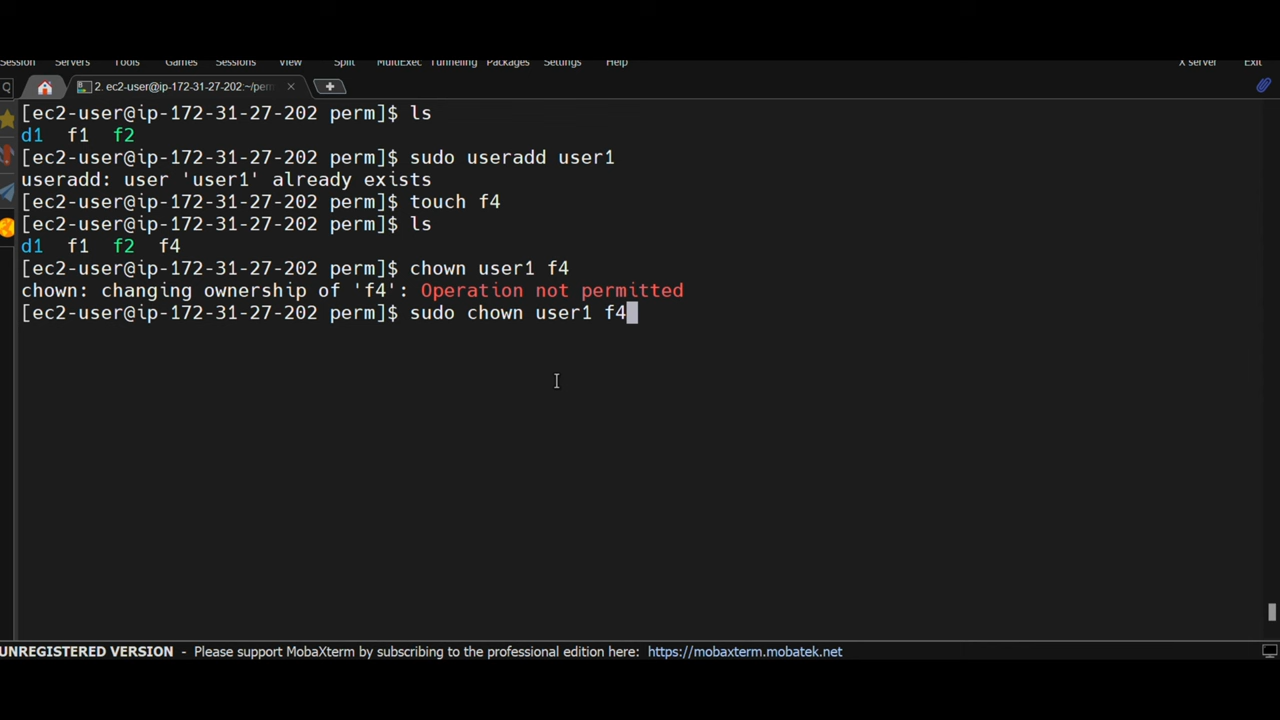 Session Servers Tools Games Sessions View Split MultiExec Tunneling Packages Settings Help X server Exit
2. ec2-user@ip-172-31-27-202:~/perm
[ec2-user@ip-172-31-27-202 perm]$ ls
d1 f1 f2
[ec2-user@ip-172-31-27-202 perm]$ sudo useradd user1
useradd: user 'user1' already exists
[ec2-user@ip-172-31-27-202 perm]$ touch f4
[ec2-user@ip-172-31-27-202 perm]$ ls
d1 f1 f2 f4
[ec2-user@ip-172-31-27-202 perm]$ chown user1 f4
chown: changing ownership of 'f4': Operation not permitted
[ec2-user@ip-172-31-27-202 perm]$ sudo chown user1 f4
UNREGISTERED VERSION - Please support MobaXterm by subscribing to the professional edition here: https://mobaxterm.mobatek.net